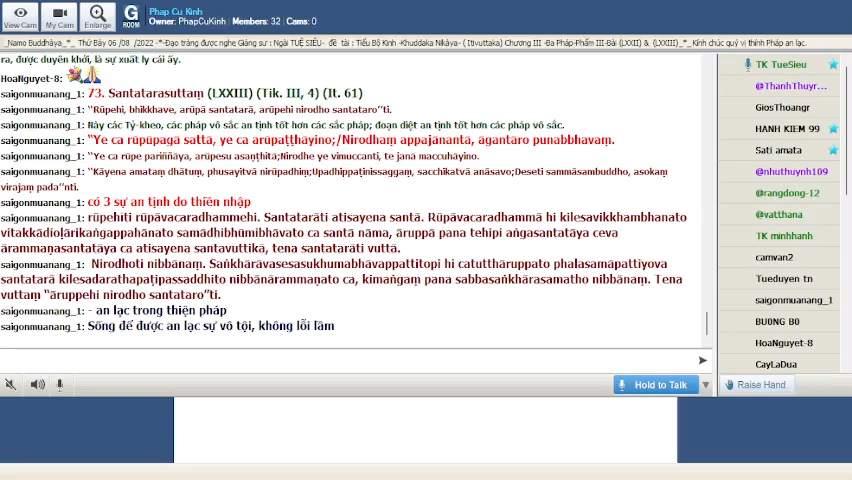 Phap Cu Kinh
Owner: PhapCuKinh | Members: 32 | Cams: 0
View Cam
My Cam
Enlarge
G
ROOM
_Namo Buddhàya_*_ Thứ Bảy 06 /08 /2022 -*-Đạo tràng được nghe Giảng sư : Ngài TUỆ SIÊU- đề tài : Tiểu Bộ Kinh -Khuddaka Nikàya- ( Itivuttaka) Chương III -Ba Pháp-Phẩm III-Bài (LXXII) & (LXXIII)_*_ Kính chúc quý vị thính Pháp an lạc.
ra, được duyên khởi, là sự xuất ly cái ấy.
HoaNguyet-8:
saigonmuanang_1: 73. Santatarasuttaṃ (LXXIII) (Tik. III, 4) (It. 61)
saigonmuanang_1: “Rūpehi, bhikkhave, arūpā santatarā, arūpehi nirodho santataro”ti.
saigonmuanang_1: Này các Tỷ-kheo, các pháp vô sắc an tịnh tốt hơn các sắc pháp; đoạn diệt an tịnh tốt hơn các pháp vô sắc.
saigonmuanang_1: “Ye ca rūpūpagā sattā, ye ca arūpaṭṭhāyino;/Nirodhaṃ appajānantā, āgantāro punabbhavaṃ.
saigonmuanang_1: “Ye ca rūpe pariññāya, arūpesu asaṇṭhitā;Nirodhe ye vimuccanti, te janā maccuhāyino.
saigonmuanang_1: “Kāyena amataṃ dhātuṃ, phusayitvā nirūpadhiṃ;Upadhippaṭinissaggaṃ, sacchikatvā anāsavo;Deseti sammāsambuddho, asokaṃ
virajaṃ pada”nti.
saigonmuanang_1: có 3 sự an tịnh do thiền nhập
saigonmuanang_1: rūpehīti rūpāvacaradhammehi. Santatarāti atisayena santā. Rūpāvacaradhammā hi kilesavikkhambhanato
vitakkādioḷārikaṅgappahānato samādhibhūmibhāvato ca santā nāma, āruppā pana tehipi aṅgasantatāya ceva
ārammaṇasantatāya ca atisayena santavuttikā, tena santatarāti vuttā.
saigonmuanang_1: Nirodhoti nibbānaṃ. Saṅkhārāvasesasukhumabhāvappattitopi hi catutthāruppato phalasamāpattiyova
santatarā kilesadarathapaṭipassaddhito nibbānārammaṇato ca, kimaṅgaṃ pana sabbasaṅkhārasamatho nibbānaṃ. Tena
vuttaṃ “āruppehi nirodho santataro”ti.
saigonmuanang_1: - an lạc trong thiện pháp
saigonmuanang_1: Sống để được an lạc sự vô tội, không lỗi lầm
Hold to Talk
TK TueSieu
@ThanhThuyr...
GiosThoangr
HANH KIEM 99
Sati amata
@nhuthuynh109
@rangdong-12
@vatthana
TK minhhanh
camvan2
Tueduyen tn
saigonmuanang_1
BU0NG B0
HoaNguyet-8
CayLaDua
Raise Hand